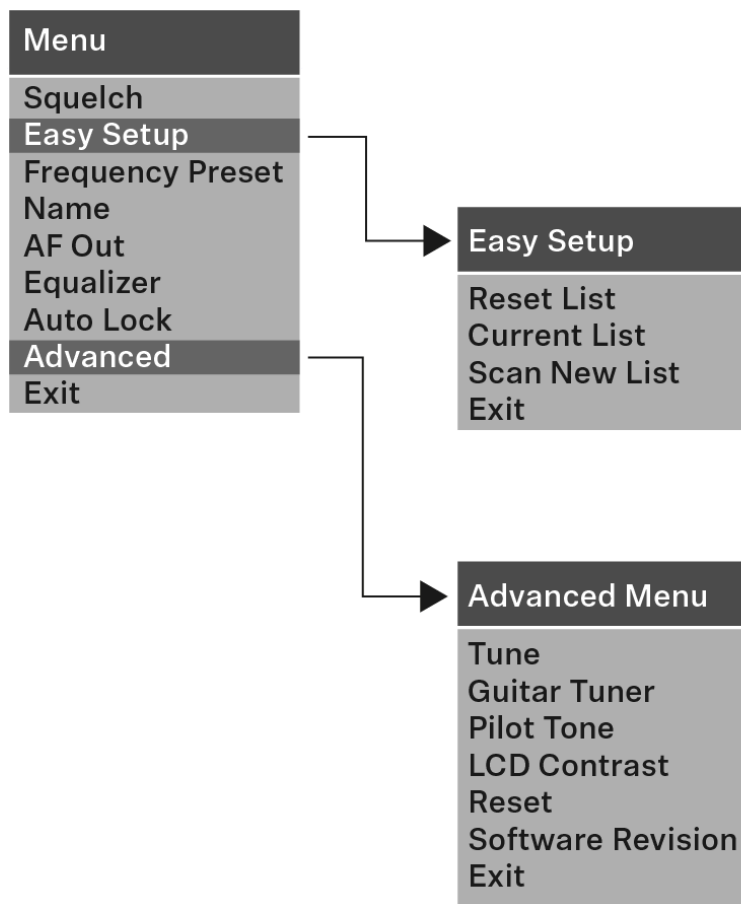 Menu
Squelch
Easy Setup
Frequency Preset
Name
AF Out
Equalizer
Auto Lock
Advanced
Exit
Easy Setup
Reset List
Current List
Scan New List
Exit
Advanced Menu
Tune
Guitar Tuner
Pilot Tone
LCD Contrast
Reset
Software Revision
Exit